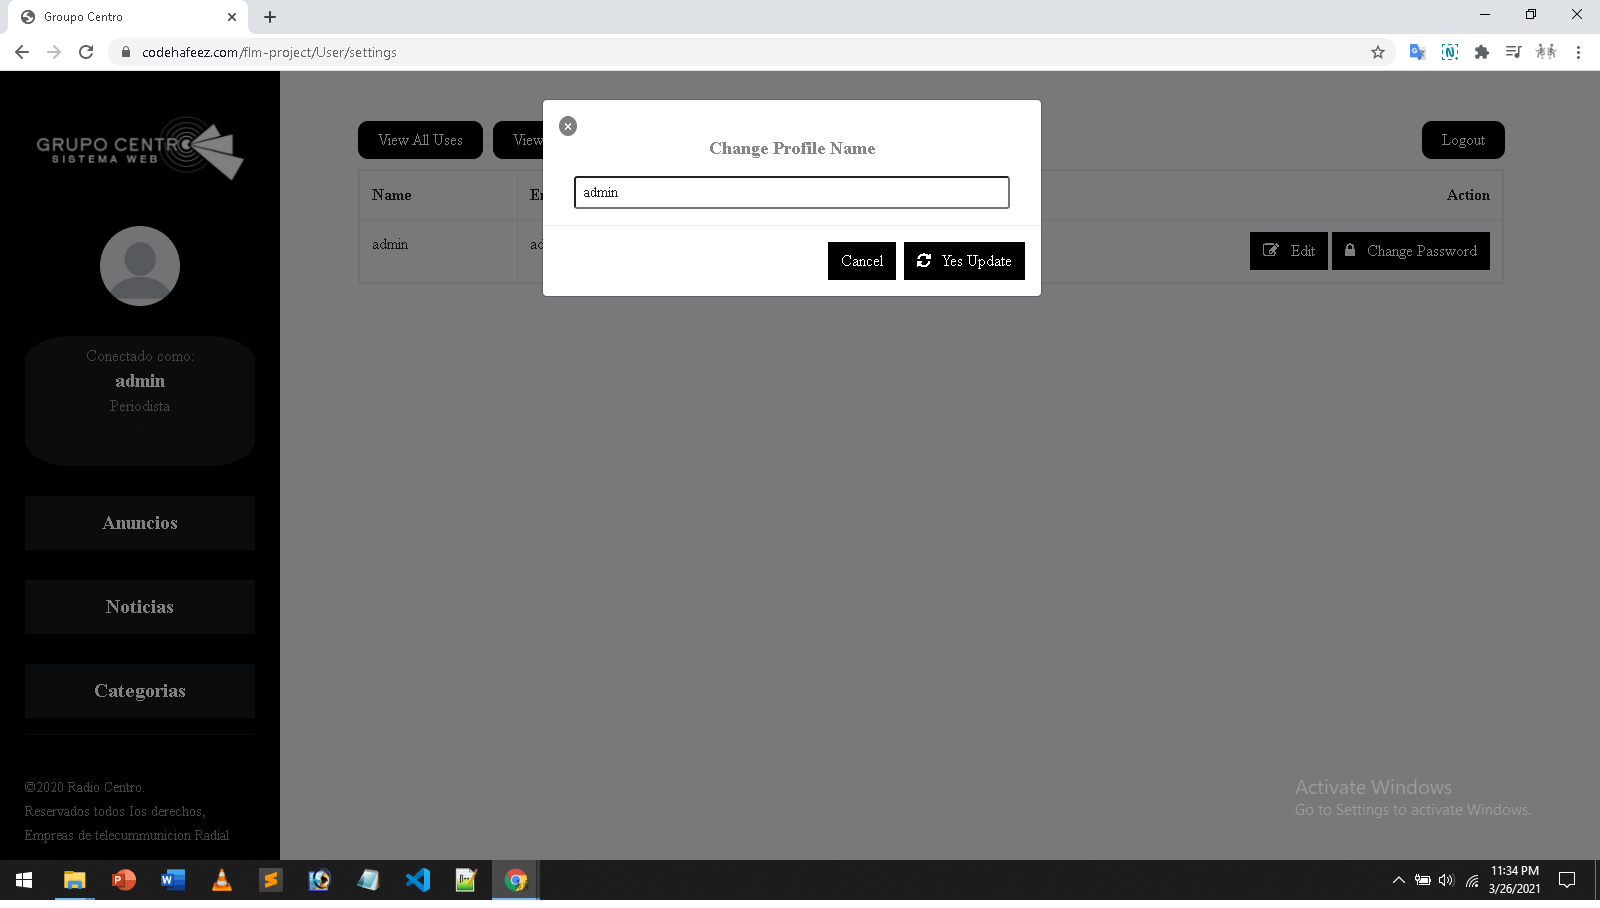 Groupo Centro
codehafeez.com/flm-project/User/settings
GRUPO CENTRO
SISTEMA WEB
View All Uses
View
Logout
Change Profile Name
admin
Cancel
Yes Update
Name
Action
admin
Edit
Change Password
Conectado como:
admin
Periodista
Anuncios
Noticias
Categorias
©2020 Radio Centro.
Reservados todos Ios derechos,
Empreas de telecummunicion Radial
Activate Windows
Go to Settings to activate Windows.
11:34 PM
3/26/2021